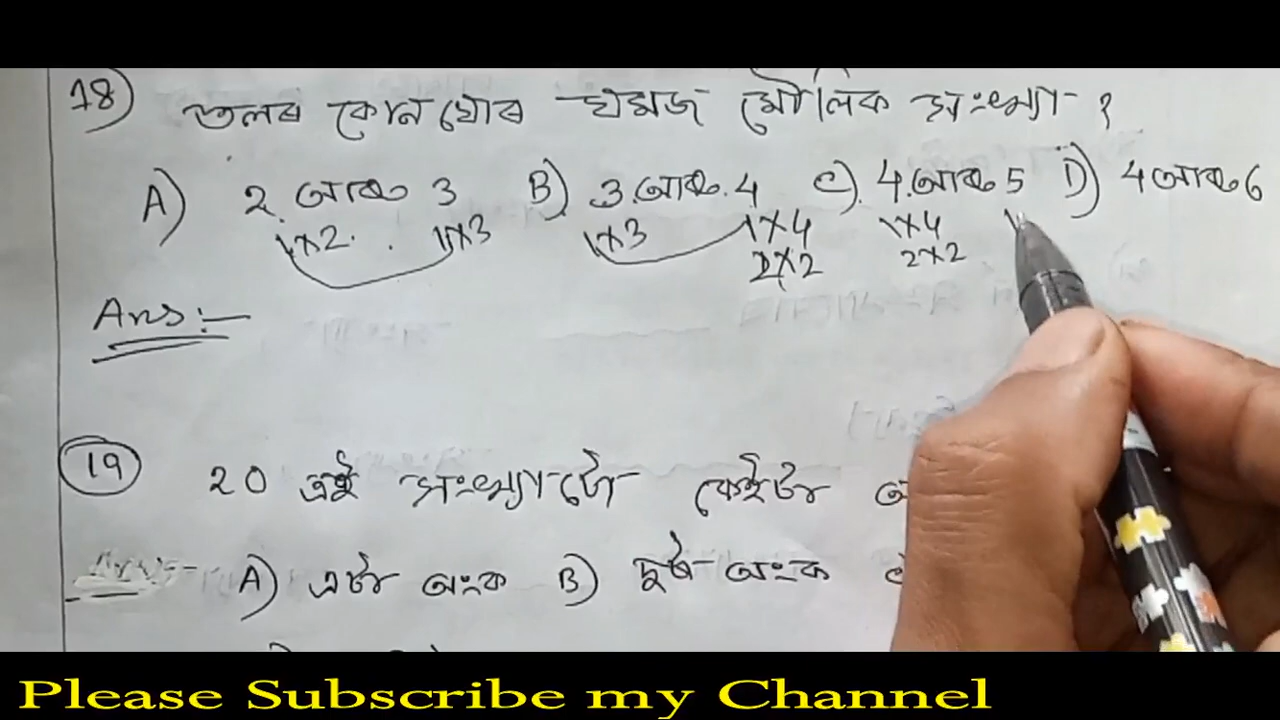 18) তলৰ কোনযোৰ যমজ মৌলিক সংখ্যা ?
A) 2 আৰু 3 B) 3 আৰু 4 C) 4 আৰু 5 D) 4 আৰু 6
1×2 1×3 1×3 1×4 1×4
2×2 2×2
Ans:-
19 20 এই সংখ্যাটো কেইটা
A) এটা অংক B) দুটা অংক
Please Subscribe my Channel